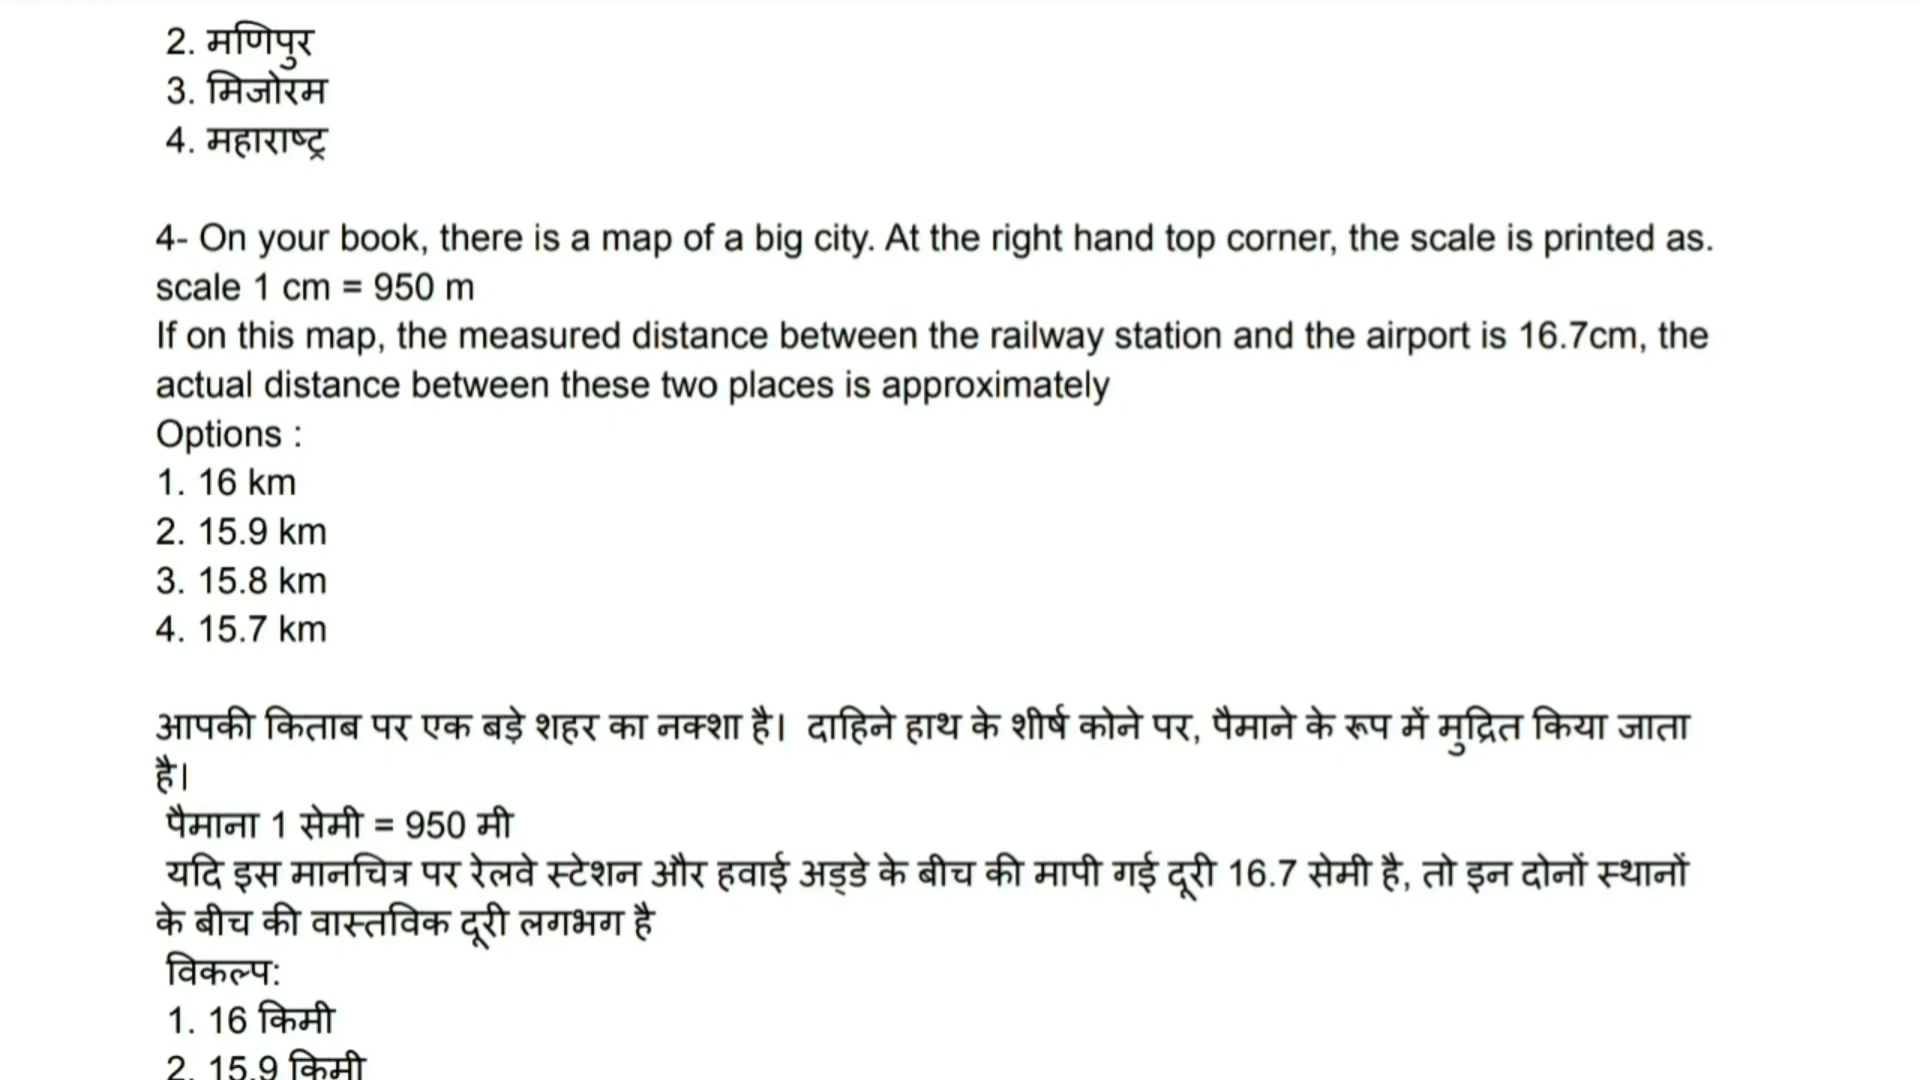 2. मणिपुर
3. मिजोरम
4. महाराष्ट्र
4- On your book, there is a map of a big city. At the right hand top corner, the scale is printed as.
scale 1 cm = 950 m
If on this map, the measured distance between the railway station and the airport is 16.7cm, the
actual distance between these two places is approximately
Options :
1. 16 km
2. 15.9 km
3. 15.8 km
4. 15.7 km
आपकी किताब पर एक बड़े शहर का नक्शा है। दाहिने हाथ के शीर्ष कोने पर, पैमाने के रूप में मुद्रित किया जाता
है।
पैमाना 1 सेमी = 950 मी
यदि इस मानचित्र पर रेलवे स्टेशन और हवाई अड्डे के बीच की मापी गई दूरी 16.7 सेमी है, तो इन दोनों स्थानों
के बीच की वास्तविक दूरी लगभग है
विकल्प:
1. 16 किमी
2. 15.9 किमी